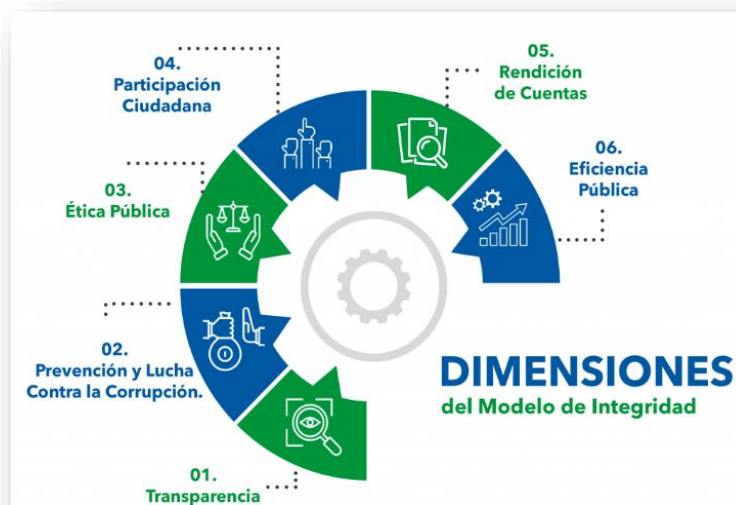 04.
Participación
Ciudadana
05.
Rendición
de Cuentas
03.
Ética Pública
06.
Eficiencia
Pública
02.
Prevención y Lucha
Contra la Corrupción.
DIMENSIONES
del Modelo de Integridad
01.
Transparencia